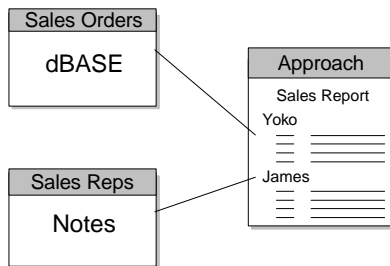 Sales Orders
dBASE
Sales Reps
Notes
Approach
Sales Report
Yoko
James